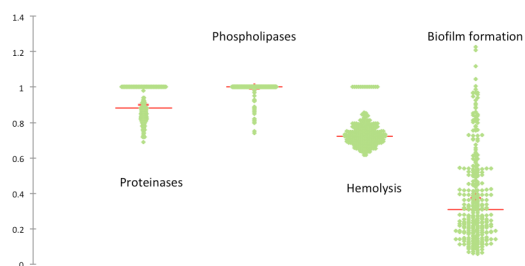 1.4
Phospholipases
Biofilm formation
1.2
1
0.8
0.6
Proteinases
Hemolysis
0.4
0.2
0